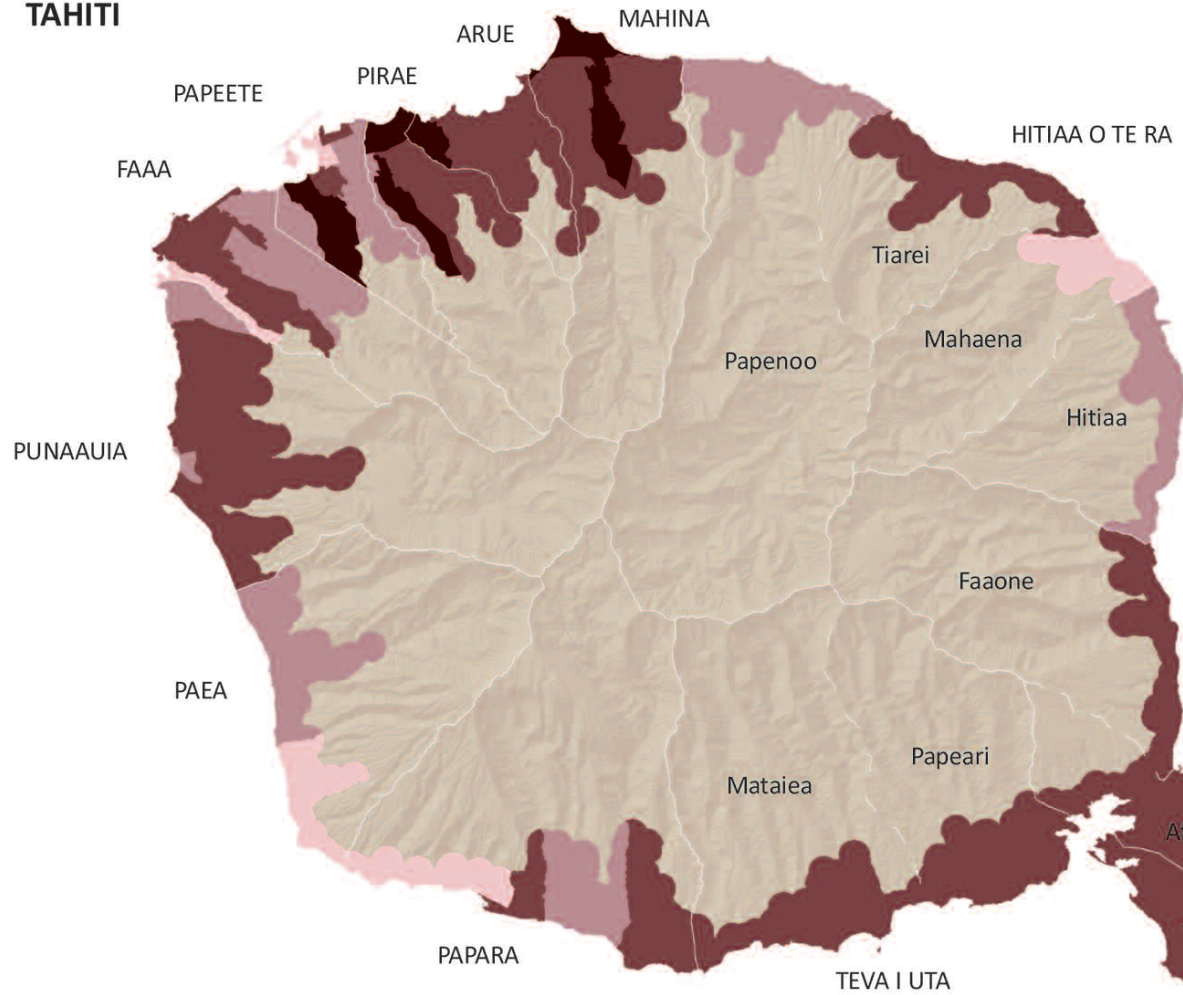 TAHITI
MAHINA
ARUE
PIRAE
PAPEETE
HITIAA O TE RA
FAAA
Tiarei
Mahaena
Papenoo
Hitiaa
PUNAAUIA
Faaone
PAEA
Papeari
Mataiea
PAPARA
TEVA I UTA